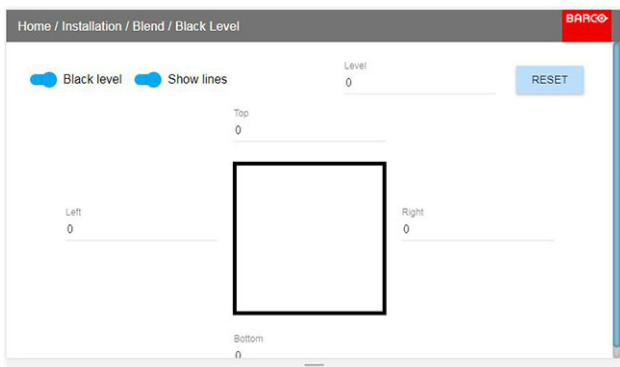 Home / Installation / Blend / Black Level
BARCO
Black level
Show lines
Level
0
RESET
Top
0
Left
0
Right
0
Bottom
0